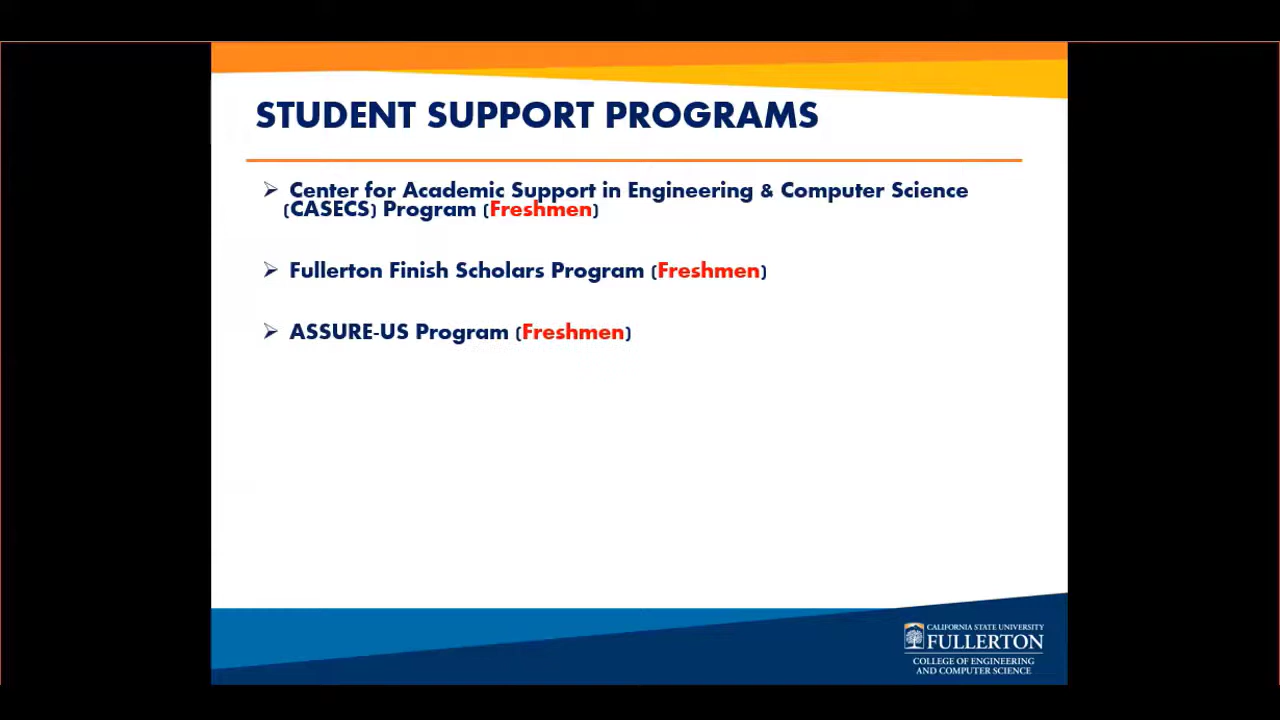 STUDENT SUPPORT PROGRAMS
➢ Center for Academic Support in Engineering & Computer Science
(CASECS) Program (Freshmen)
➢ Fullerton Finish Scholars Program (Freshmen)
➢ ASSURE-US Program (Freshmen)
CALIFORNIA STATE UNIVERSITY
FULLERTON
COLLEGE OF ENGINEERING
AND COMPUTER SCIENCE